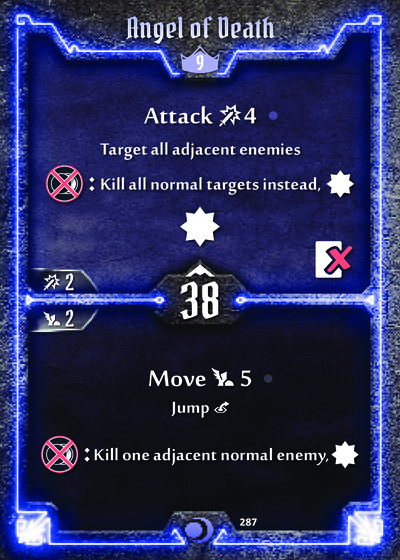 Angel of Death
9
Attack 4
Target all adjacent enemies
: Kill all normal targets instead,
2
38
2
Move 5
Jump
: Kill one adjacent normal enemy,
287